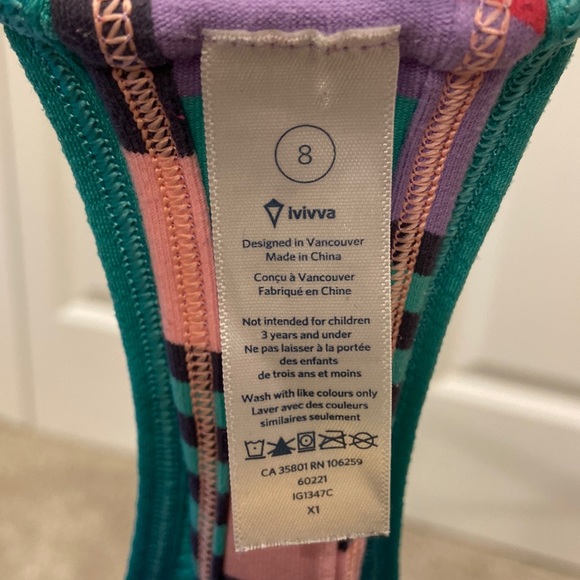 8
ivivva
Designed in Vancouver
Made in China
Conçu à Vancouver
Fabriqué en Chine
Not intended for children
3 years and under
Ne pas laisser à la portée
des enfants
de trois ans et moins
Wash with like colours only
Laver avec des couleurs
similaires seulement
CA 35801 RN 106259
60221
IG1347C
X1